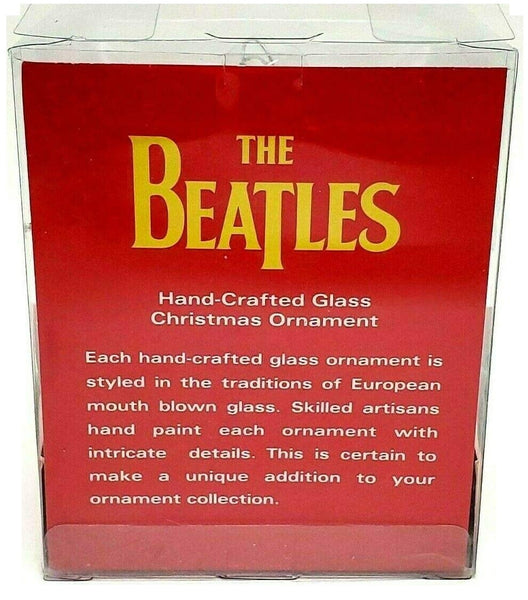 THE
BEATLES
Hand-Crafted Glass
Christmas Ornament
Each hand-crafted glass ornament is
styled in the traditions of European
mouth blown glass. Skilled artisans
hand paint each ornament with
intricate details. This is certain to
make a unique addition to your
ornament collection.